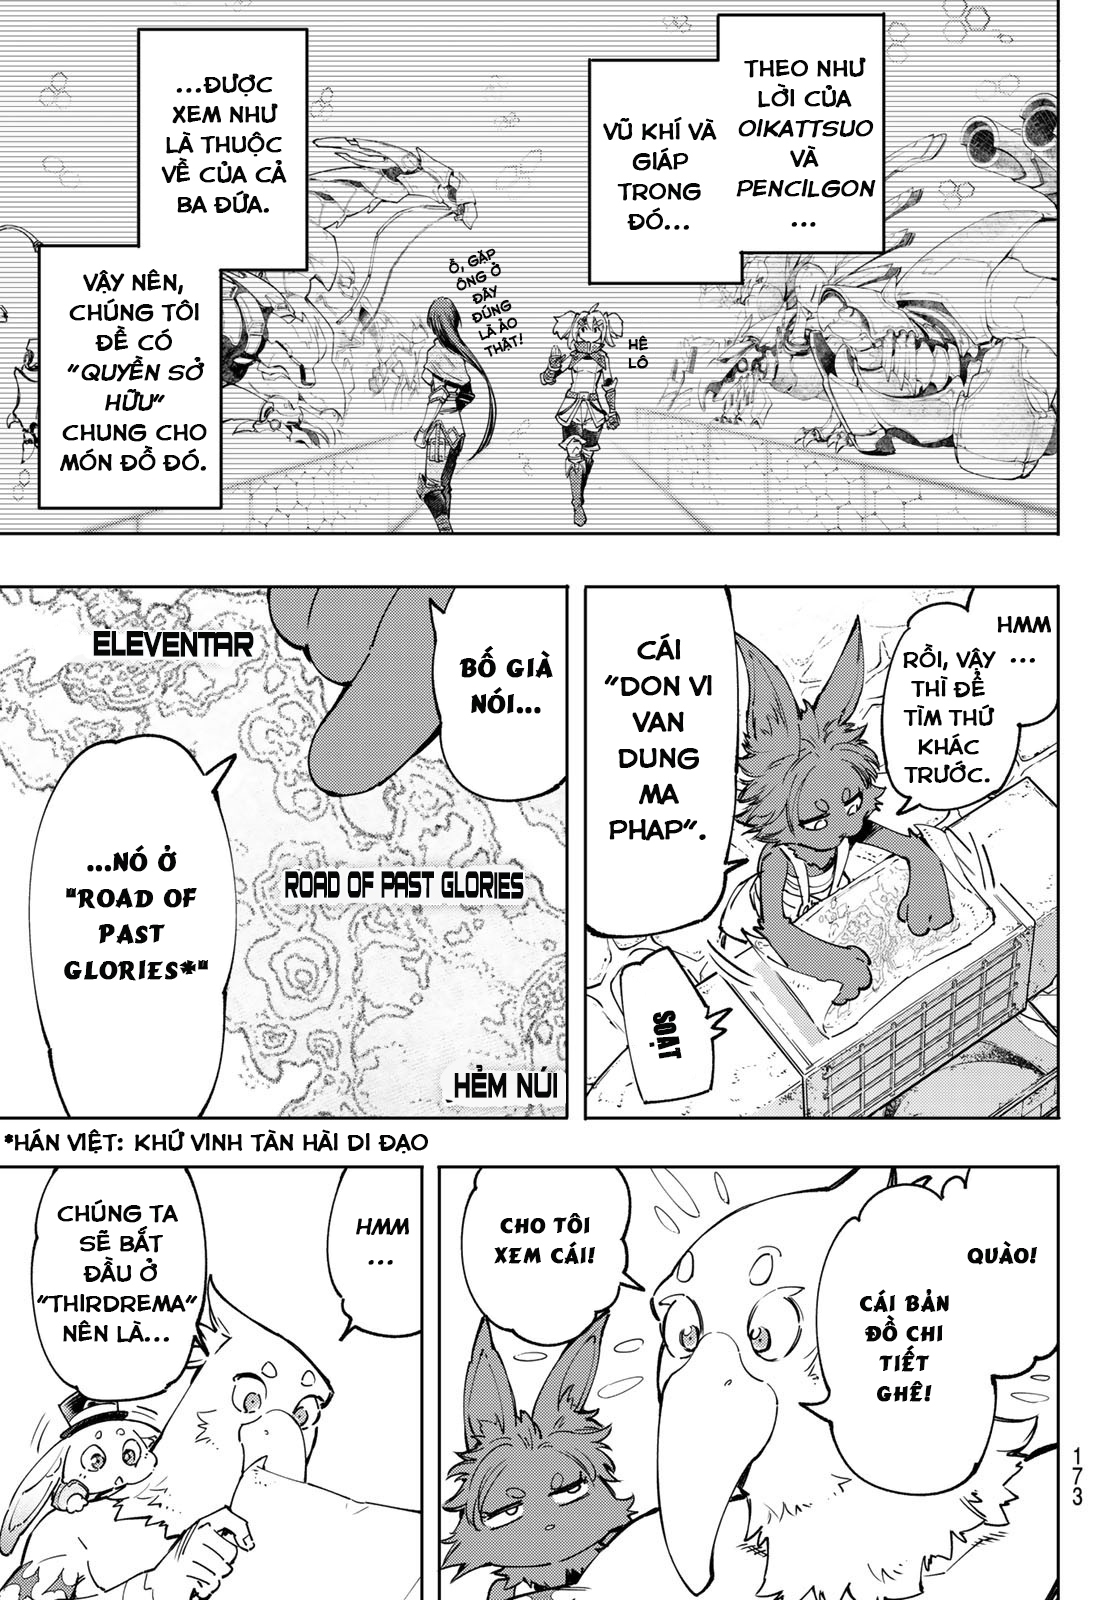 THEO NHƯ
LỜI CỦA
OIKATTSUO
VÀ
PENCILGON
...
VŨ KHÍ VÀ
GIÁP
TRONG
ĐÓ...
HÊ
LÔ
Ồ, GẶP
ÔNG Ở
ĐÂY
ĐÚNG
LÀ ẢO
THẬT!
...ĐƯỢC
XEM NHƯ
LÀ THUỘC
VỀ CỦA CẢ
BA ĐỨA.
VẬY NÊN,
CHÚNG TÔI
ĐỀ CÓ
"QUYỀN SỞ
HỮU"
CHUNG CHO
MÓN ĐỒ ĐÓ.
HMM
...
RỒI, VẬY
THÌ ĐỂ
TÌM THỨ
KHÁC
TRƯỚC.
CÁI
"DON VI
VAN
DUNG
MA
PHAP".
SOẠT
BỐ GIÀ
NÓI...
ELEVENTAR
ROAD OF PAST GLORIES
HẺM NÚI
...NÓ Ở
"ROAD OF
PAST
GLORIES*"
*HÁN VIỆT: KHỨ VINH TÀN HÀI DI ĐẠO
QUÀO!
CÁI BẢN
ĐỒ CHI
TIẾT
GHÊ!
CHO TÔI
XEM CÁI!
HMM
...
CHÚNG TA
SẼ BẮT
ĐẦU Ở
"THIRDREMA"
NÊN LÀ...
173